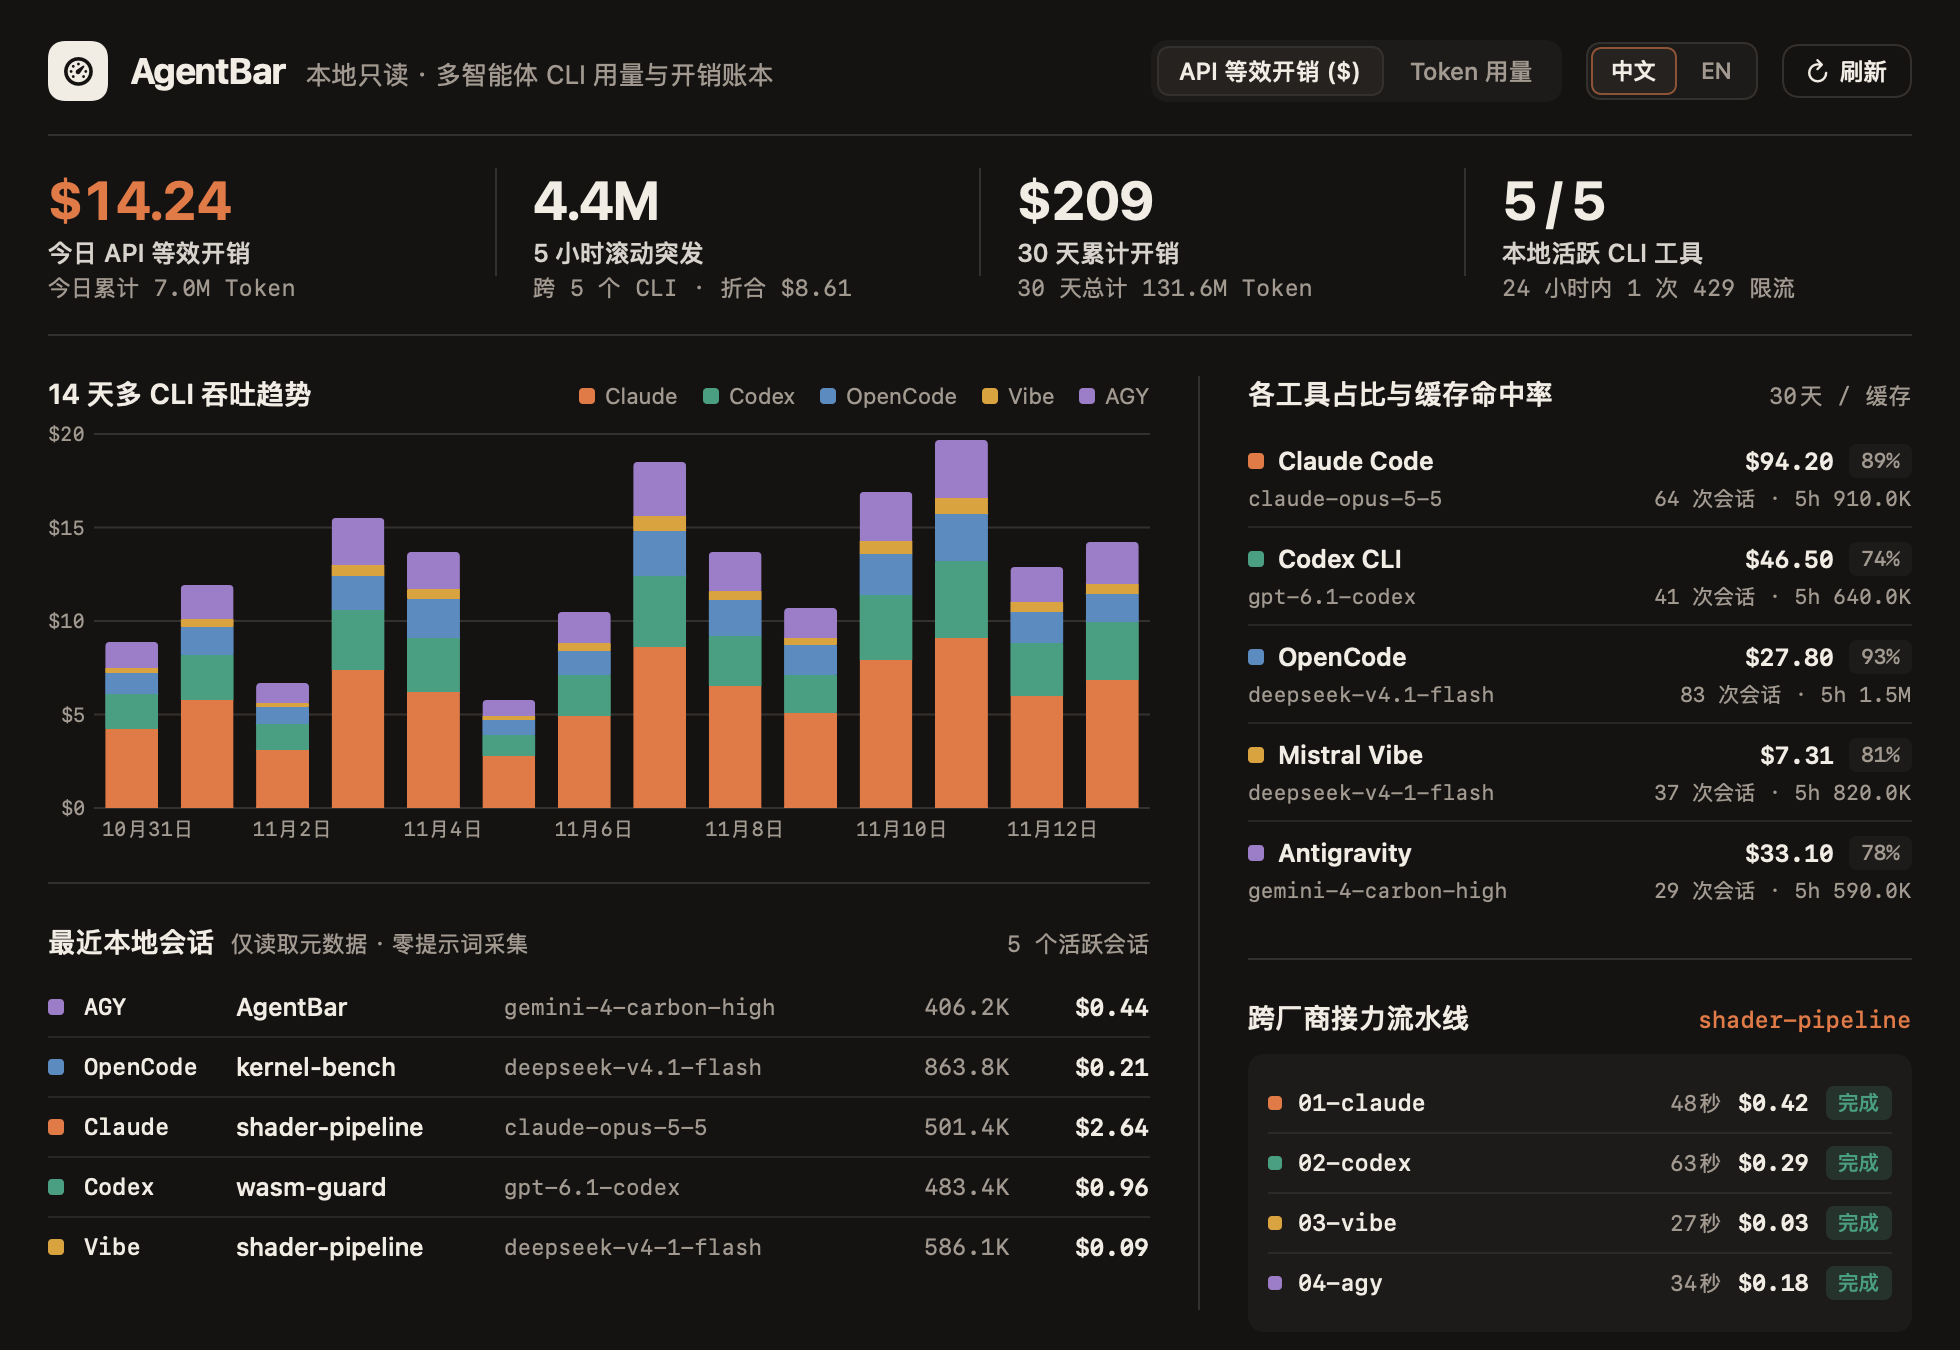 AgentBar 本地只读 · 多智能体 CLI 用量与开销账本
API 等效开销 ($) Token 用量 中文 EN 刷新
$14.24
今日 API 等效开销
今日累计 7.0M Token
4.4M
5 小时滚动突发
跨 5 个 CLI · 折合 $8.61
$209
30 天累计开销
30 天总计 131.6M Token
5/5
本地活跃 CLI 工具
24 小时内 1 次 429 限流
14 天多 CLI 吞吐趋势
Claude Codex OpenCode Vibe AGY
$20
$15
$10
$5
$0
10月31日 11月2日 11月4日 11月6日 11月8日 11月10日 11月12日
最近本地会话 仅读取元数据 · 零提示词采集 5 个活跃会话
AGY AgentBar gemini-4-carbon-high 406.2K $0.44
OpenCode kernel-bench deepseek-v4.1-flash 863.8K $0.21
Claude shader-pipeline claude-opus-5-5 501.4K $2.64
Codex wasm-guard gpt-6.1-codex 483.4K $0.96
Vibe shader-pipeline deepseek-v4-1-flash 586.1K $0.09
各工具占比与缓存命中率 30天 / 缓存
Claude Code $94.20 89%
claude-opus-5-5 64 次会话 · 5h 910.0K
Codex CLI $46.50 74%
gpt-6.1-codex 41 次会话 · 5h 640.0K
OpenCode $27.80 93%
deepseek-v4.1-flash 83 次会话 · 5h 1.5M
Mistral Vibe $7.31 81%
deepseek-v4-1-flash 37 次会话 · 5h 820.0K
Antigravity $33.10 78%
gemini-4-carbon-high 29 次会话 · 5h 590.0K
跨厂商接力流水线 shader-pipeline
01-claude 48秒 $0.42 完成
02-codex 63秒 $0.29 完成
03-vibe 27秒 $0.03 完成
04-agy 34秒 $0.18 完成